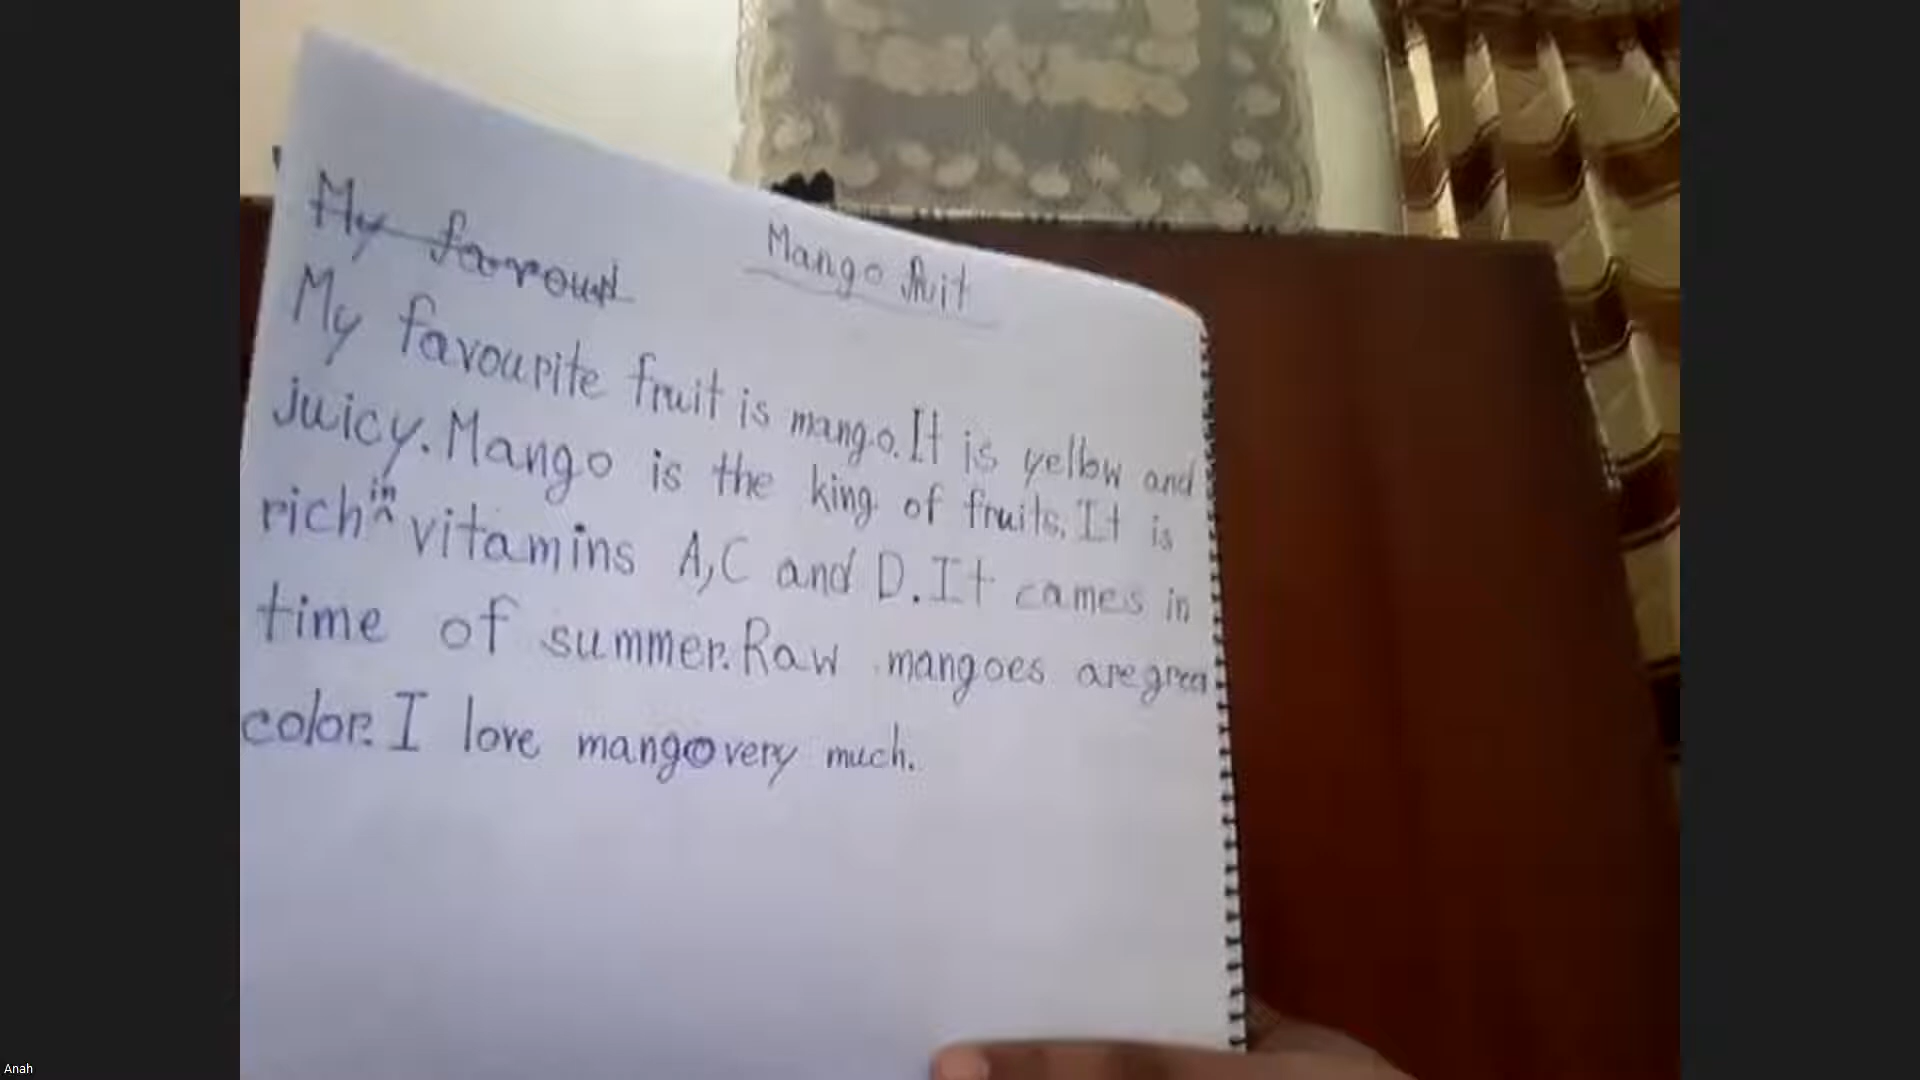 Mango fruit
My favourite fruit is mango. It is yellow and
juicy. Mango is the king of fruits. It is
rich in vitamins A, C and D. It cames in
time of summer. Raw mangoes are green
color. I love mango very much.
Anah